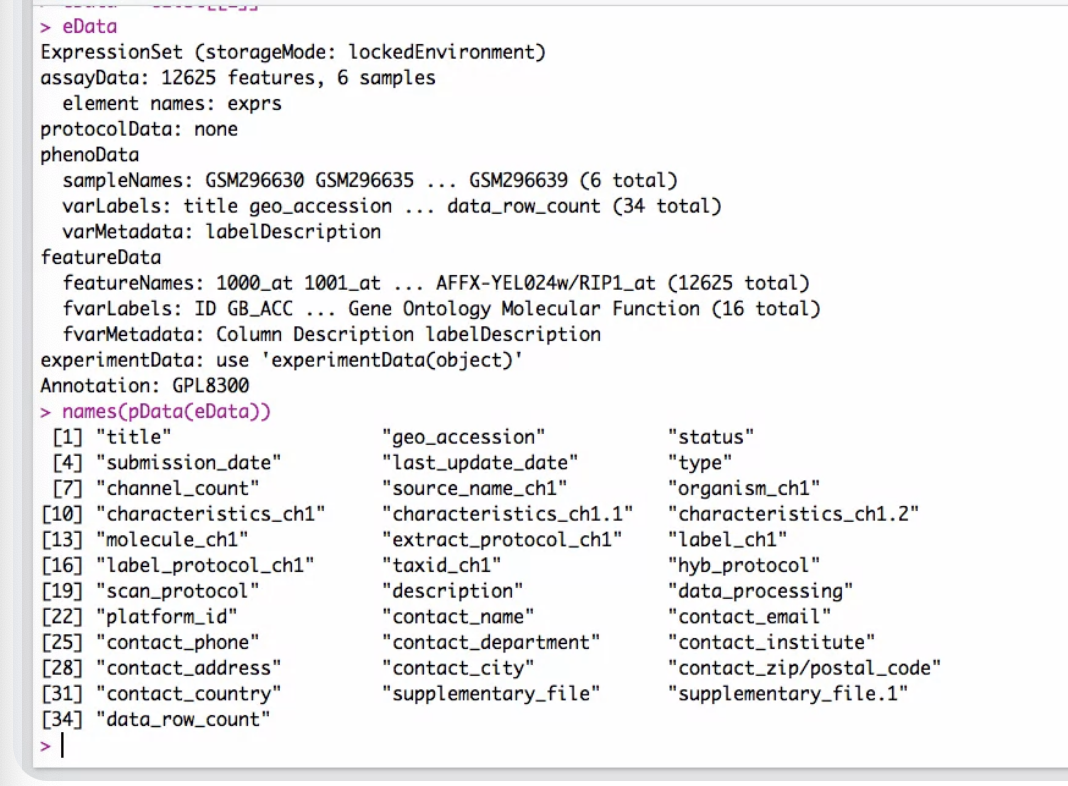 > eData
ExpressionSet (storageMode: lockedEnvironment)
assayData: 12625 features, 6 samples
  element names: exprs
protocolData: none
phenoData
  sampleNames: GSM296630 GSM296635 ... GSM296639 (6 total)
  varLabels: title geo_accession ... data_row_count (34 total)
  varMetadata: labelDescription
featureData
  featureNames: 1000_at 1001_at ... AFFX-YEL024w/RIP1_at (12625 total)
  fvarLabels: ID GB_ACC ... Gene Ontology Molecular Function (16 total)
  fvarMetadata: Column Description labelDescription
experimentData: use 'experimentData(object)'
Annotation: GPL8300
> names(pData(eData))
 [1] "title"                   "geo_accession"           "status"
 [4] "submission_date"         "last_update_date"        "type"
 [7] "channel_count"           "source_name_ch1"         "organism_ch1"
[10] "characteristics_ch1"     "characteristics_ch1.1"   "characteristics_ch1.2"
[13] "molecule_ch1"            "extract_protocol_ch1"    "label_ch1"
[16] "label_protocol_ch1"      "taxid_ch1"               "hyb_protocol"
[19] "scan_protocol"           "description"             "data_processing"
[22] "platform_id"             "contact_name"            "contact_email"
[25] "contact_phone"           "contact_department"      "contact_institute"
[28] "contact_address"         "contact_city"            "contact_zip/postal_code"
[31] "contact_country"         "supplementary_file"      "supplementary_file.1"
[34] "data_row_count"
>